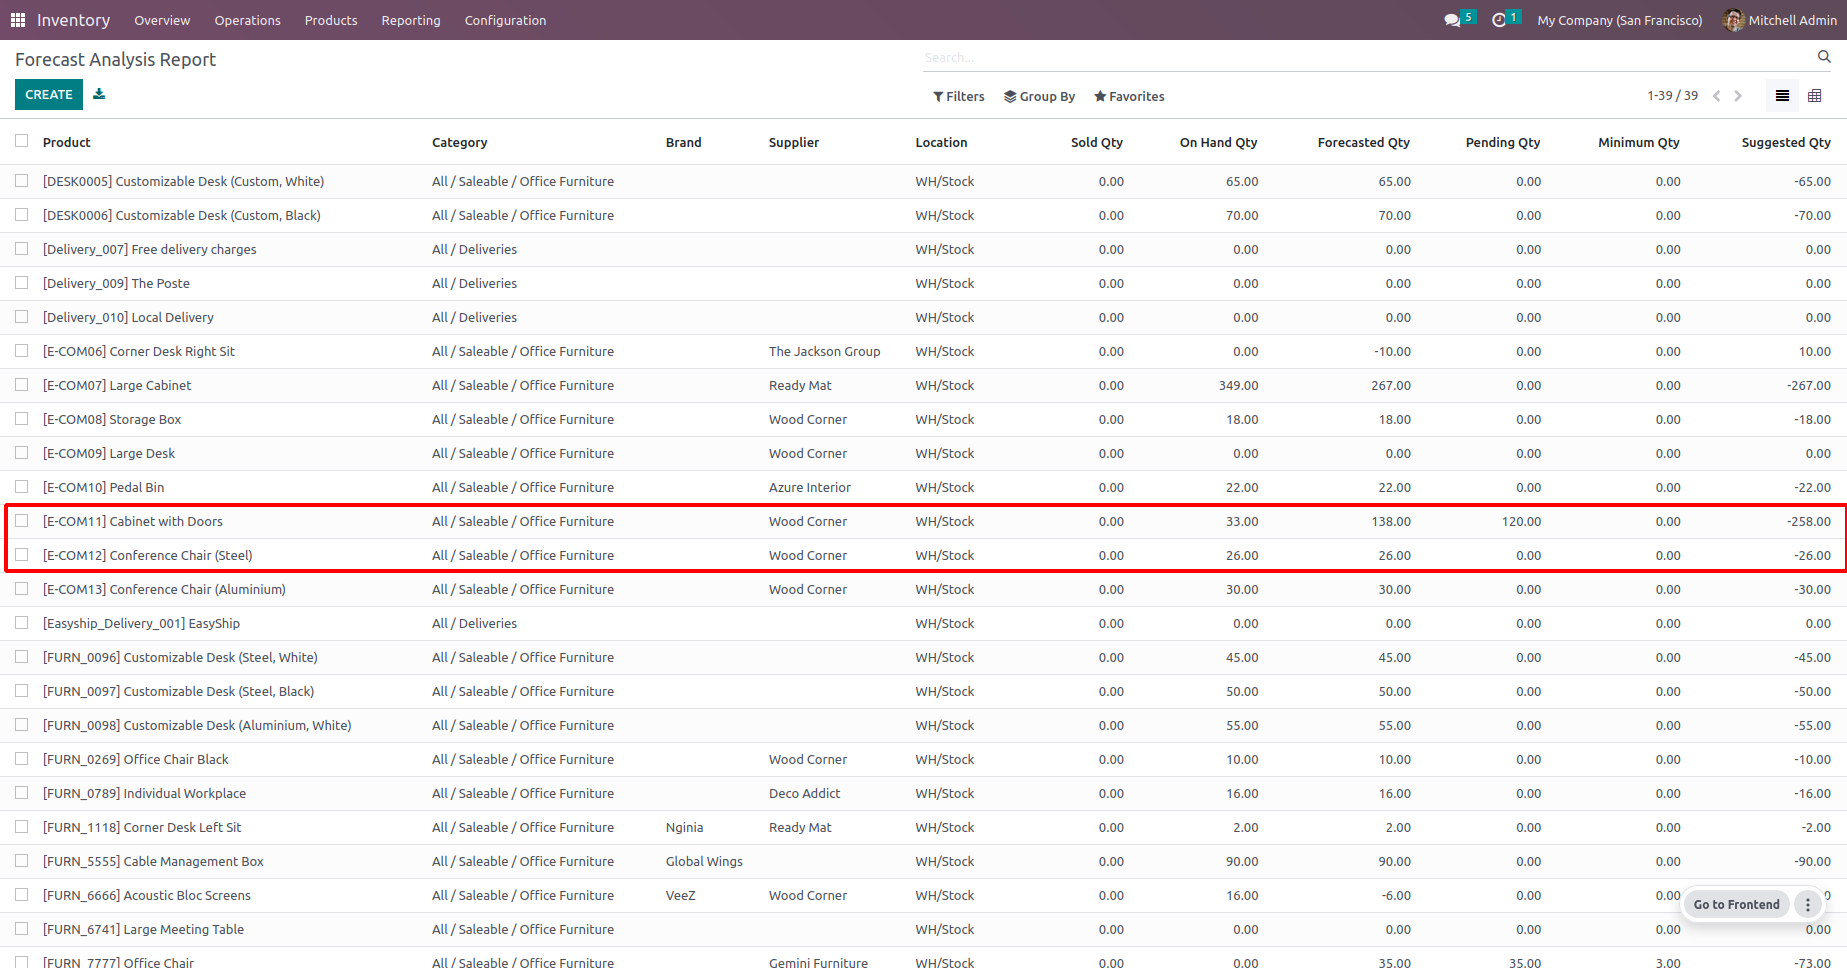 Inventory Overview Operations Products Reporting Configuration 5 1 My Company (San Francisco) Mitchell Admin
Forecast Analysis Report Search...
CREATE Filters Group By Favorites 1-39 / 39
Product Category Brand Supplier Location Sold Qty On Hand Qty Forecasted Qty Pending Qty Minimum Qty Suggested Qty
[DESK0005] Customizable Desk (Custom, White) All / Saleable / Office Furniture WH/Stock 0.00 65.00 65.00 0.00 0.00 -65.00
[DESK0006] Customizable Desk (Custom, Black) All / Saleable / Office Furniture WH/Stock 0.00 70.00 70.00 0.00 0.00 -70.00
[Delivery_007] Free delivery charges All / Deliveries WH/Stock 0.00 0.00 0.00 0.00 0.00 0.00
[Delivery_009] The Poste All / Deliveries WH/Stock 0.00 0.00 0.00 0.00 0.00 0.00
[Delivery_010] Local Delivery All / Deliveries WH/Stock 0.00 0.00 0.00 0.00 0.00 0.00
[E-COM06] Corner Desk Right Sit All / Saleable / Office Furniture The Jackson Group WH/Stock 0.00 0.00 -10.00 0.00 0.00 10.00
[E-COM07] Large Cabinet All / Saleable / Office Furniture Ready Mat WH/Stock 0.00 349.00 267.00 0.00 0.00 -267.00
[E-COM08] Storage Box All / Saleable / Office Furniture Wood Corner WH/Stock 0.00 18.00 18.00 0.00 0.00 -18.00
[E-COM09] Large Desk All / Saleable / Office Furniture Wood Corner WH/Stock 0.00 0.00 0.00 0.00 0.00 0.00
[E-COM10] Pedal Bin All / Saleable / Office Furniture Azure Interior WH/Stock 0.00 22.00 22.00 0.00 0.00 -22.00
[E-COM11] Cabinet with Doors All / Saleable / Office Furniture Wood Corner WH/Stock 0.00 33.00 138.00 120.00 0.00 -258.00
[E-COM12] Conference Chair (Steel) All / Saleable / Office Furniture Wood Corner WH/Stock 0.00 26.00 26.00 0.00 0.00 -26.00
[E-COM13] Conference Chair (Aluminium) All / Saleable / Office Furniture Wood Corner WH/Stock 0.00 30.00 30.00 0.00 0.00 -30.00
[Easyship_Delivery_001] EasyShip All / Deliveries WH/Stock 0.00 0.00 0.00 0.00 0.00 0.00
[FURN_0096] Customizable Desk (Steel, White) All / Saleable / Office Furniture WH/Stock 0.00 45.00 45.00 0.00 0.00 -45.00
[FURN_0097] Customizable Desk (Steel, Black) All / Saleable / Office Furniture WH/Stock 0.00 50.00 50.00 0.00 0.00 -50.00
[FURN_0098] Customizable Desk (Aluminium, White) All / Saleable / Office Furniture WH/Stock 0.00 55.00 55.00 0.00 0.00 -55.00
[FURN_0269] Office Chair Black All / Saleable / Office Furniture Wood Corner WH/Stock 0.00 10.00 10.00 0.00 0.00 -10.00
[FURN_0789] Individual Workplace All / Saleable / Office Furniture Deco Addict WH/Stock 0.00 16.00 16.00 0.00 0.00 -16.00
[FURN_1118] Corner Desk Left Sit All / Saleable / Office Furniture Nginia Ready Mat WH/Stock 0.00 2.00 2.00 0.00 0.00 -2.00
[FURN_5555] Cable Management Box All / Saleable / Office Furniture Global Wings WH/Stock 0.00 90.00 90.00 0.00 0.00 -90.00
[FURN_6666] Acoustic Bloc Screens All / Saleable / Office Furniture VeeZ Wood Corner WH/Stock 0.00 16.00 -6.00 0.00 0.00
Go to Frontend
[FURN_6741] Large Meeting Table All / Saleable / Office Furniture WH/Stock 0.00 0.00 0.00 0.00 0.00 0.00
[FURN_7777] Office Chair All / Saleable / Office Furniture Gemini Furniture WH/Stock 0.00 0.00 35.00 35.00 3.00 -73.00